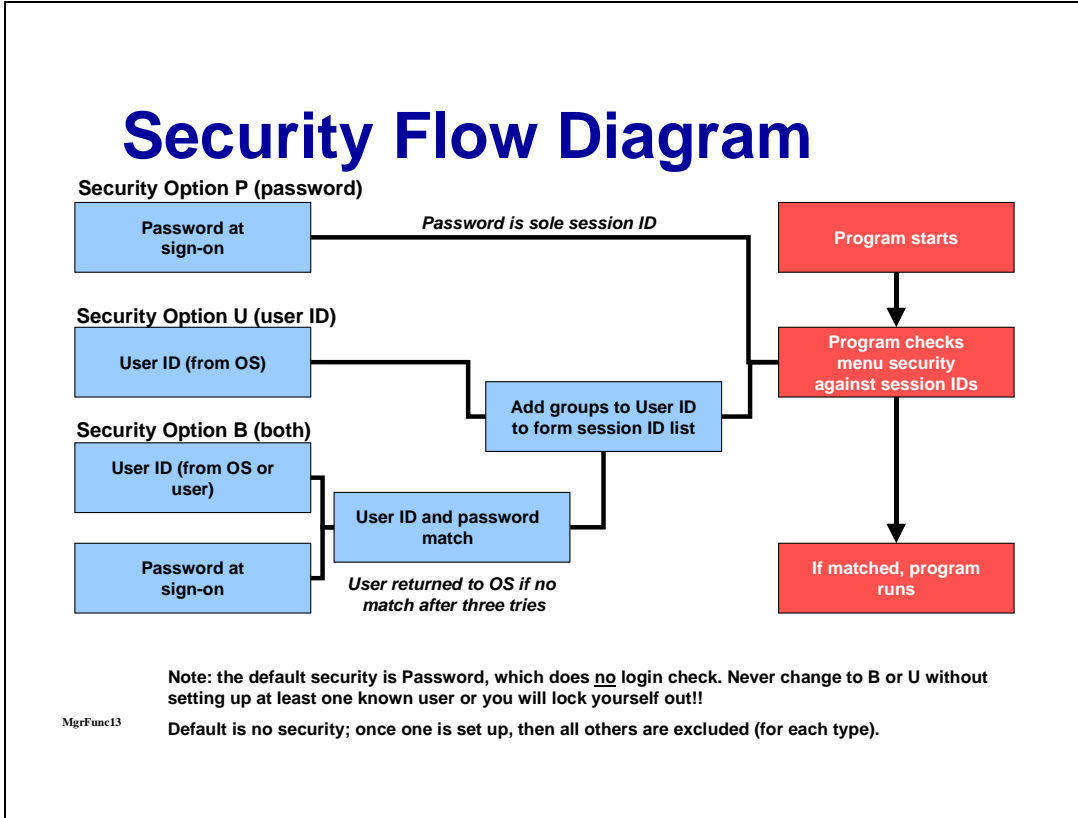 Security Flow Diagram
Security Option P (password)
Password at
sign-on
Password is sole session ID
Program starts
Security Option U (user ID)
User ID (from OS)
Program checks
menu security
against session IDs
Add groups to User ID
to form session ID list
Security Option B (both)
User ID (from OS or
user)
User ID and password
match
Password at
sign-on
User returned to OS if no
match after three tries
If matched, program
runs
Note: the default security is Password, which does no login check. Never change to B or U without
setting up at least one known user or you will lock yourself out!!
MgrFunc13
Default is no security; once one is set up, then all others are excluded (for each type).